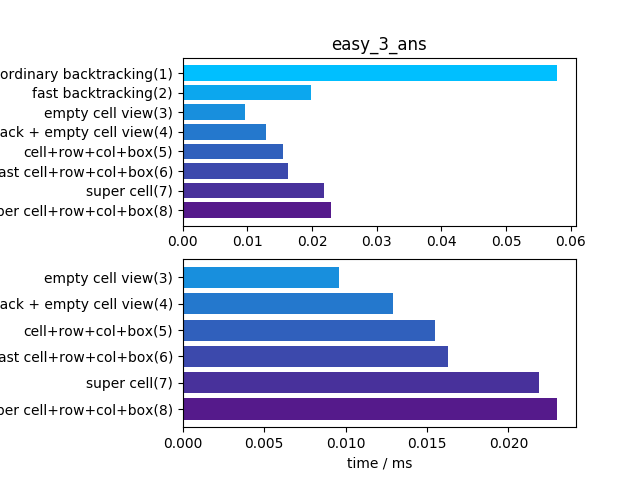 easy_3_ans
ordinary backtracking(1)
fast backtracking(2)
empty cell view(3)
ack + empty cell view(4)
cell+row+col+box(5)
ast cell+row+col+box(6)
super cell(7)
per cell+row+col+box(8)
0.00 0.01 0.02 0.03 0.04 0.05 0.06
empty cell view(3)
ack + empty cell view(4)
cell+row+col+box(5)
ast cell+row+col+box(6)
super cell(7)
per cell+row+col+box(8)
0.000 0.005 0.010 0.015 0.020
time / ms